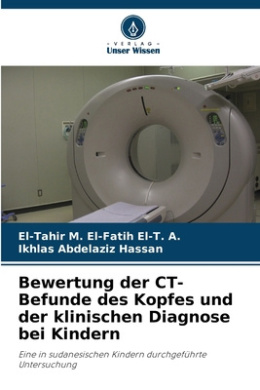 VERLAG
Unser Wissen
El-Tahir M. El-Fatih El-T. A.
Ikhlas Abdelaziz Hassan
Bewertung der CT-
Befunde des Kopfes und
der klinischen Diagnose
bei Kindern
Eine in sudanesischen Kindern durchgeführte
Untersuchung